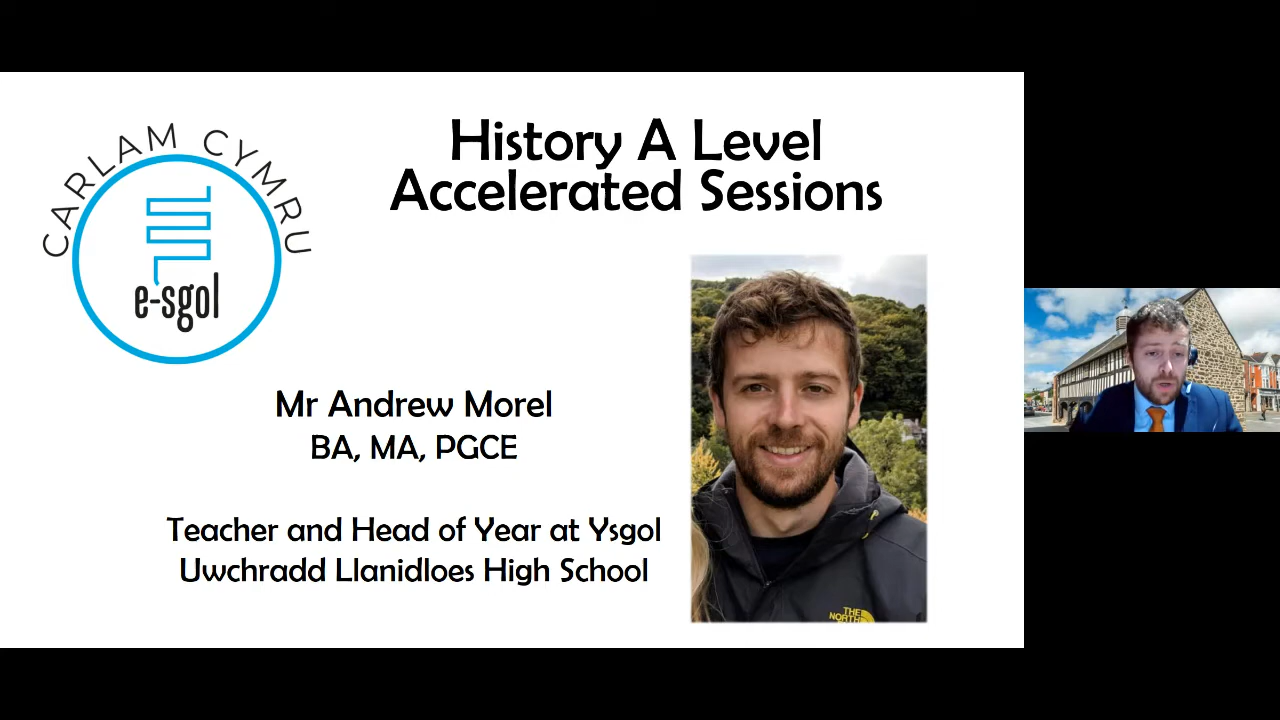 CARLAM CYMRU
e-sgol
History A Level
Accelerated Sessions
Mr Andrew Morel
BA, MA, PGCE
Teacher and Head of Year at Ysgol
Uwchradd Llanidloes High School
THE
NORTH